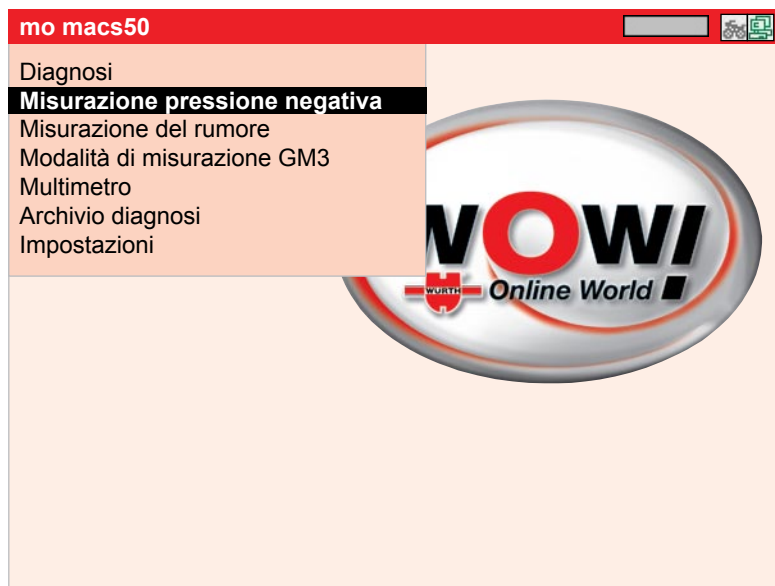 mo macs50
Diagnosi
Misurazione pressione negativa
Misurazione del rumore
Modalità di misurazione GM3
Multimetro
Archivio diagnosi
Impostazioni
WOW!
WURTH Online World